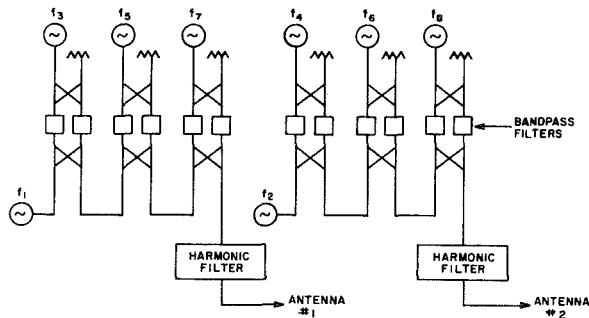 f3
f5
f7
f4
f6
f8
BANDPASS
FILTERS
f1
f2
HARMONIC
FILTER
HARMONIC
FILTER
ANTENNA
#1
ANTENNA
#2